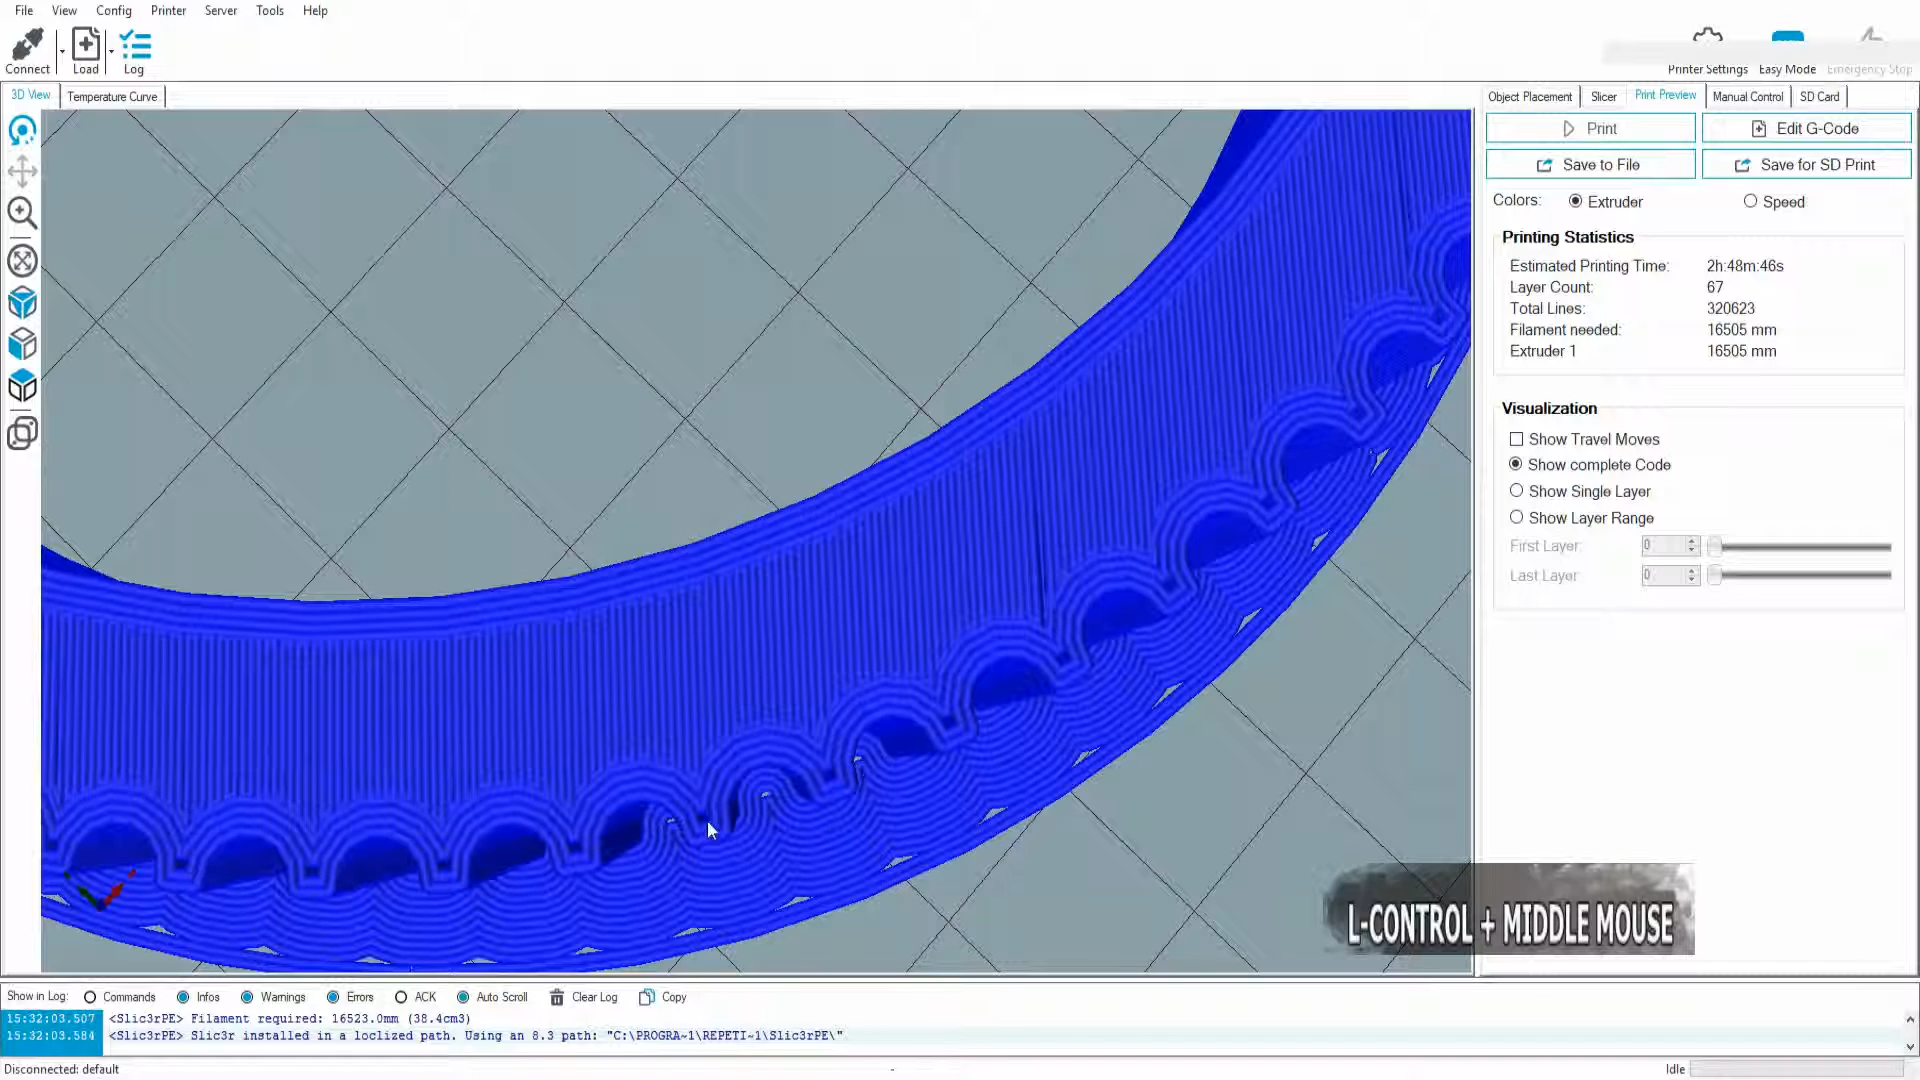 File View Config Printer Server Tools Help
Connect Load Log Printer Settings Easy Mode Emergency Stop
3D View Temperature Curve Object Placement Slicer Print Preview Manual Control SD Card
Print Edit G-Code
Save to File Save for SD Print
Colors: Extruder Speed
Printing Statistics
Estimated Printing Time: 2h:48m:46s
Layer Count: 67
Total Lines: 320623
Filament needed: 16505 mm
Extruder 1 16505 mm
Visualization
Show Travel Moves
Show complete Code
Show Single Layer
Show Layer Range
First Layer: 0
Last Layer: 0
L-CONTROL + MIDDLE MOUSE
Show in Log: Commands Infos Warnings Errors ACK Auto Scroll Clear Log Copy
15:32:03.507 <Slic3rPE> Filament required: 16523.0mm (38.4cm3)
15:32:03.584 <Slic3rPE> Slic3r installed in a loclized path. Using an 8.3 path: "C:\PROGRA~1\REPETI~1\Slic3rPE\"
Disconnected: default - Idle